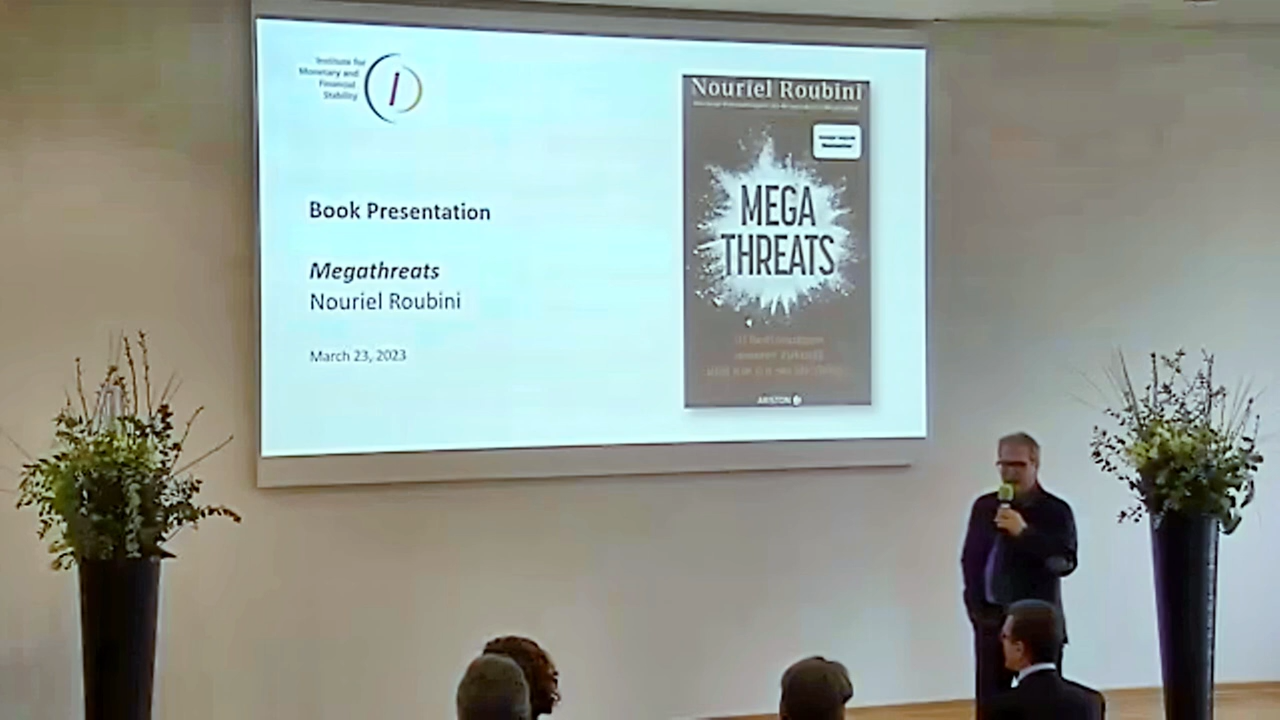 Institute for
Monetary and
Financial
Stability
Book Presentation
Megathreats
Nouriel Roubini
March 23, 2023
Nouriel Roubini
MEGA
THREATS
ARISTON